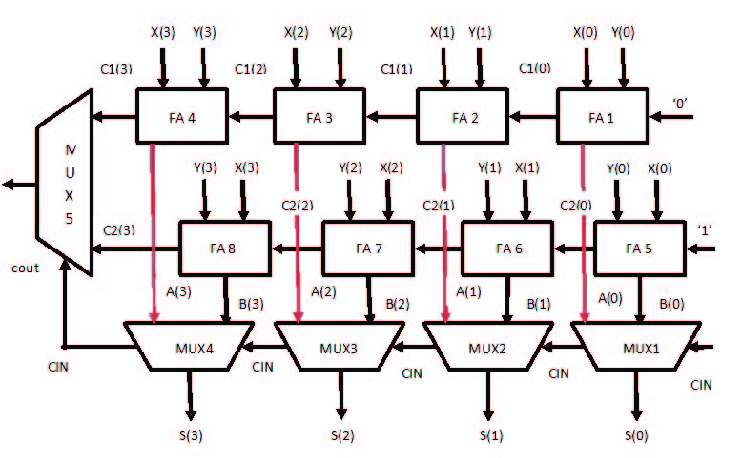 X(3) Y(3) X(2) Y(2) X(1) Y(1) X(0) Y(0)
C1(3) C1(2) C1(1) C1(0)
FA 4 FA 3 FA 2 FA 1 '0'
M
U
X
5
Y(3) X(3) Y(2) X(2) Y(1) X(1) Y(0) X(0)
C2(3) C2(2) C2(1) C2(0) '1'
FA 8 FA 7 FA 6 FA 5
cout
A(3) B(3) A(2) B(2) A(1) B(1) A(0) B(0)
MUX4 MUX3 MUX2 MUX1
CIN CIN CIN CIN CIN
S(3) S(2) S(1) S(0)